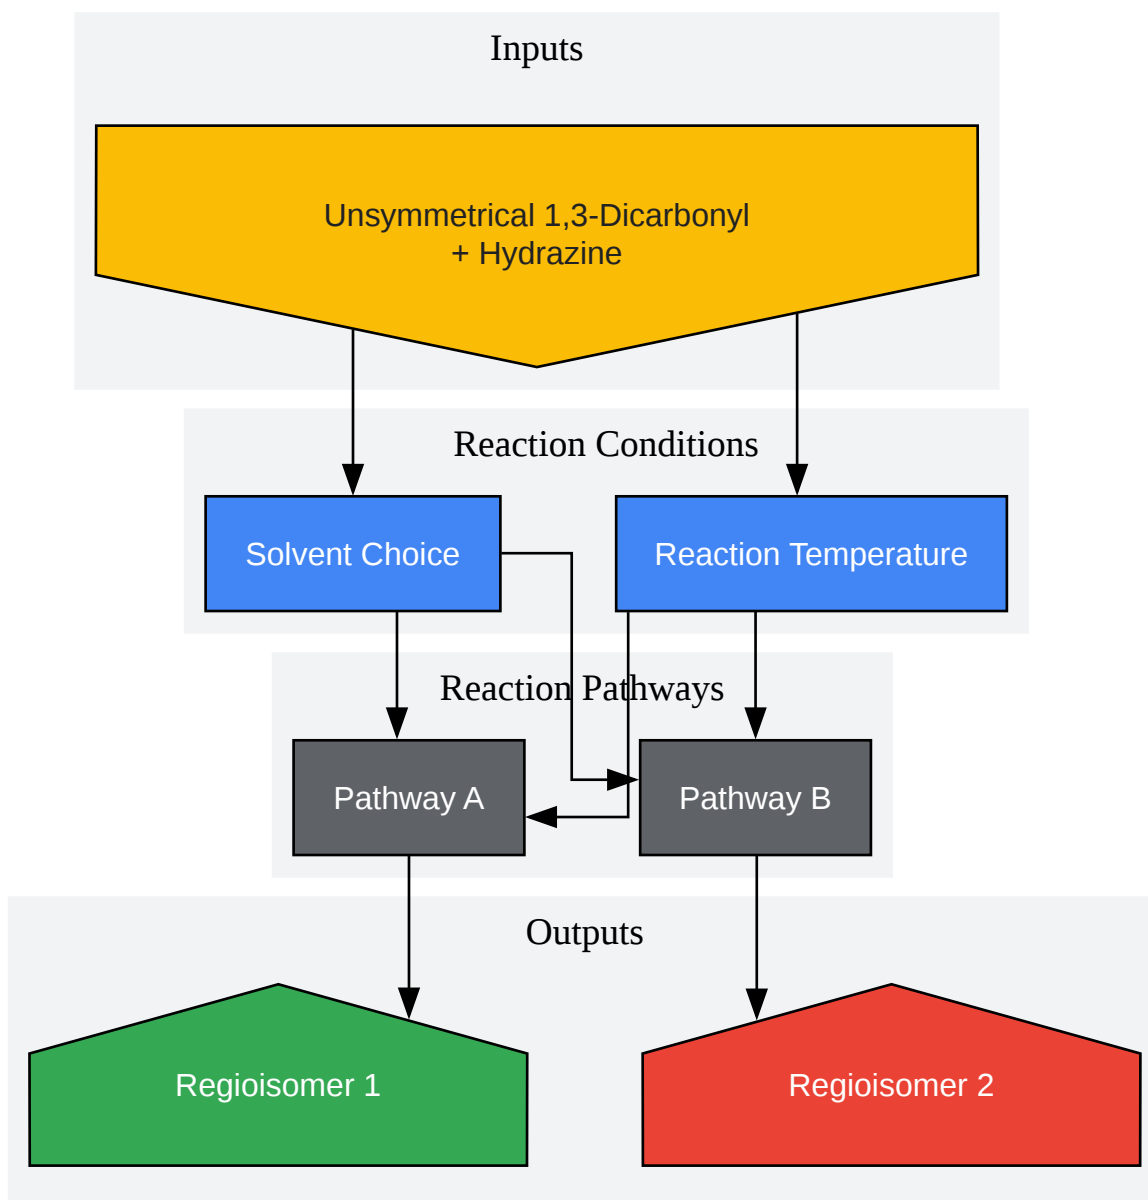 Inputs
Unsymmetrical 1,3-Dicarbonyl
+ Hydrazine
Reaction Conditions
Solvent Choice
Reaction Temperature
Reaction Pathways
Pathway A
Pathway B
Outputs
Regioisomer 1
Regioisomer 2